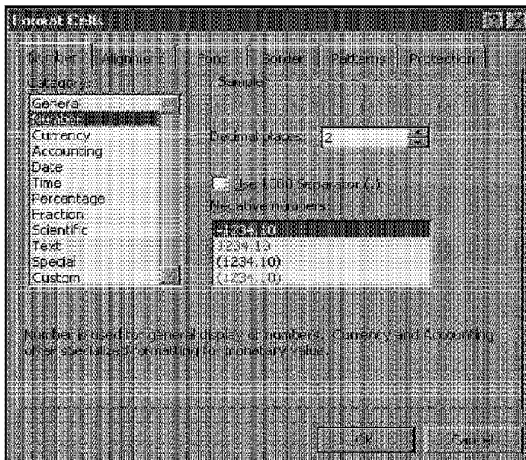 Format Cells
Number Alignment Font Border Patterns Protection
Category: Sample
General
Number
Currency
Accounting
Date
Time
Percentage
Fraction
Scientific
Text
Special
Custom
Decimal places: 2
Use 1000 Separator (,)
Negative numbers:
-1234.10
1234.10
(1234.10)
(1234.10)
Number is used for general display of numbers. Currency and Accounting
offer specialized formatting for monetary value.
OK Cancel